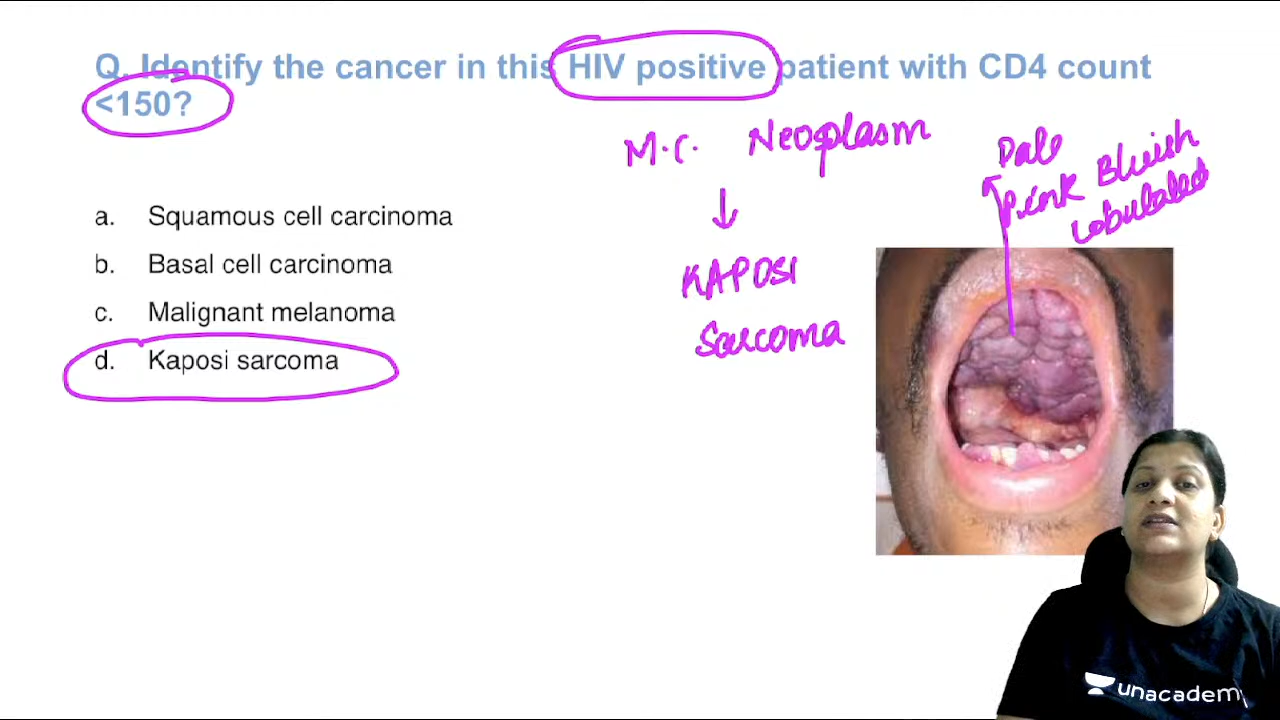 Q. Identify the cancer in this HIV positive patient with CD4 count
<150?
M.C. Neoplasm
Pale
Pink Bluish
Lobulated
a. Squamous cell carcinoma
b. Basal cell carcinoma
c. Malignant melanoma
d. Kaposi sarcoma
KAPOSI
Sarcoma
unacademy